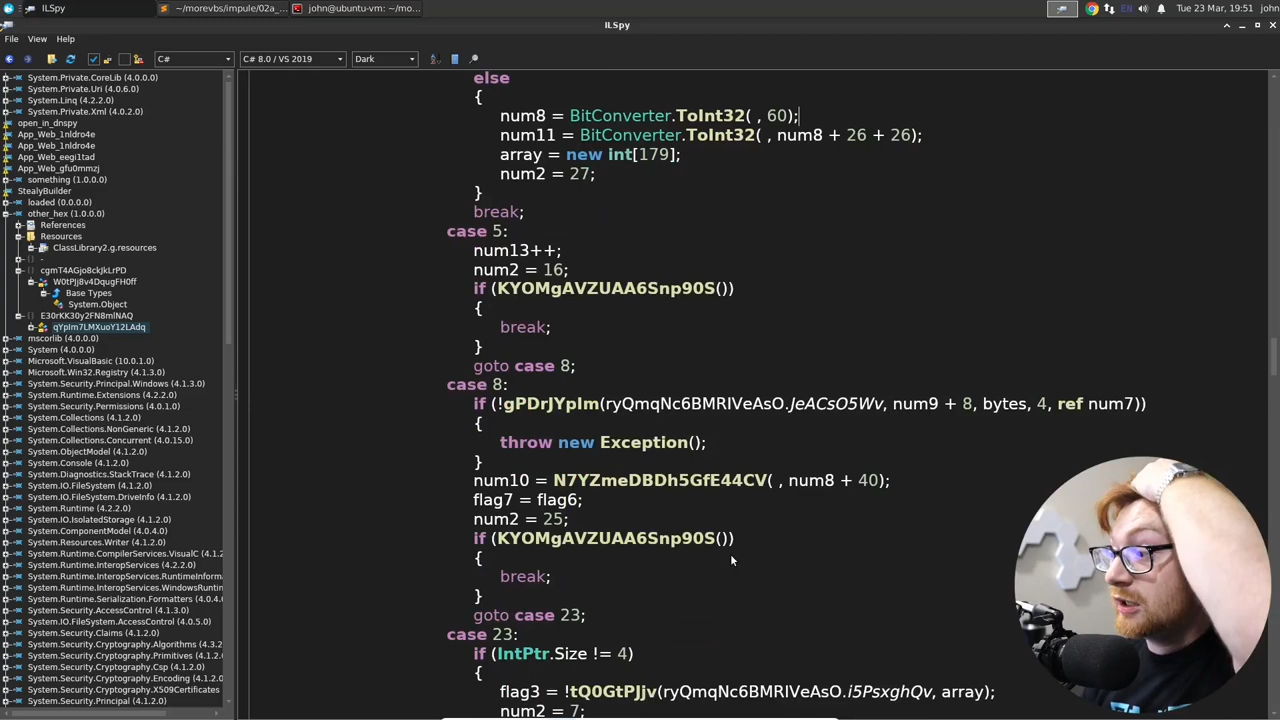 ILSpy
~/morevbs/impule/02a_...
john@ubuntu-vm: ~/mo...
EN
Tue 23 Mar, 19:51
john
ILSpy
File View Help
C#
C# 8.0 / VS 2019
Dark
System.Private.CoreLib (4.0.0.0)
System.Private.Uri (4.0.6.0)
System.Linq (4.2.2.0)
System.Private.Xml (4.0.2.0)
open_in_dnspy
App_Web_1nldro4e
App_Web_1nldro4e
App_Web_eegi1tad
App_Web_gfu0mmzj
something (1.0.0.0)
StealyBuilder
loaded (0.0.0.0)
other_hex (1.0.0.0)
References
Resources
ClassLibrary2.g.resources
-
cgmT4AGjo8ckJkLrPD
W0tPJj8v4DqugFH0ff
Base Types
System.Object
E30rKK30y2FN8mlNAQ
qYpIm7LMXuoY12LAdq
mscorlib (4.0.0.0)
System (4.0.0.0)
Microsoft.VisualBasic (10.0.1.0)
Microsoft.Win32.Registry (4.1.3.0)
System.Security.Principal.Windows (4.1.3.0)
System.Runtime.Extensions (4.2.2.0)
System.Security.Permissions (4.0.1.0)
System.Collections.NonGeneric (4.1.2.0)
System.Collections.Concurrent (4.0.15.0)
System.ObjectModel (4.1.2.0)
System.Linq (4.1.2.0)
System.Console (4.1.2.0)
System.Diagnostics.StackTrace (4.1.2.0)
System.IO.FileSystem.DriveInfo (4.1.2.0)
System.Runtime (4.2.2.0)
System.IO.IsolatedStorage (4.1.2.0)
System.ComponentModel (4.0.4.0)
System.Resources.Writer (4.1.2.0)
System.Collections (4.1.2.0)
System.Runtime.CompilerServices.VisualC
System.Runtime.InteropServices (4.2.2.0)
System.Runtime.InteropServices.RuntimeInform
System.Runtime.InteropServices.WindowsRuntim
System.Runtime.Serialization.Formatters (4.0.4.0
System.Security.AccessControl (4.1.3.0)
System.IO.FileSystem.AccessControl (4.0.5.0)
System.Security.Claims (4.1.2.0)
System.Security.Cryptography.Algorithms (4.3.2.0
System.Security.Cryptography.Primitives (4.1.2.0
System.Security.Cryptography.Csp (4.1.2.0)
System.Security.Cryptography.Encoding (4.1.2.0)
System.Security.Cryptography.X509Certificates
System.Security.Principal (4.1.2.0)
else
{
num8 = BitConverter.ToInt32( , 60);
num11 = BitConverter.ToInt32( , num8 + 26 + 26);
array = new int[179];
num2 = 27;
}
break;
case 5:
num13++;
num2 = 16;
if (KYOMgAVZUAA6Snp90S())
{
break;
}
goto case 8;
case 8:
if (!gPDrJYpIm(ryQmqNc6BMRIVeAsO.JeACsO5Wv, num9 + 8, bytes, 4, ref num7))
{
throw new Exception();
}
num10 = N7YZmeDBDh5GfE44CV( , num8 + 40);
flag7 = flag6;
num2 = 25;
if (KYOMgAVZUAA6Snp90S())
{
break;
}
goto case 23;
case 23:
if (IntPtr.Size != 4)
{
flag3 = !tQ0GtPJjv(ryQmqNc6BMRIVeAsO.i5PsxghQv, array);
num2 = 7;